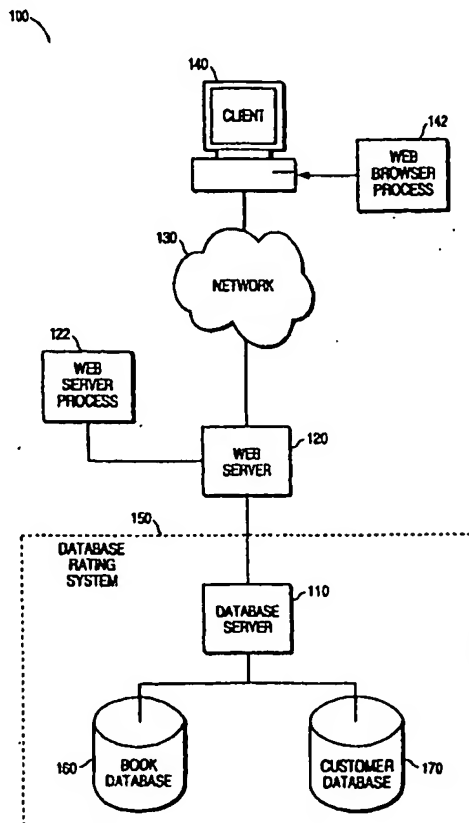 100
140
CLIENT
142
WEB
BROWSER
PROCESS
130
NETWORK
122
WEB
SERVER
PROCESS
WEB
SERVER
120
150
DATABASE
RATING
SYSTEM
DATABASE
SERVER
110
160
BOOK
DATABASE
CUSTOMER
DATABASE
170